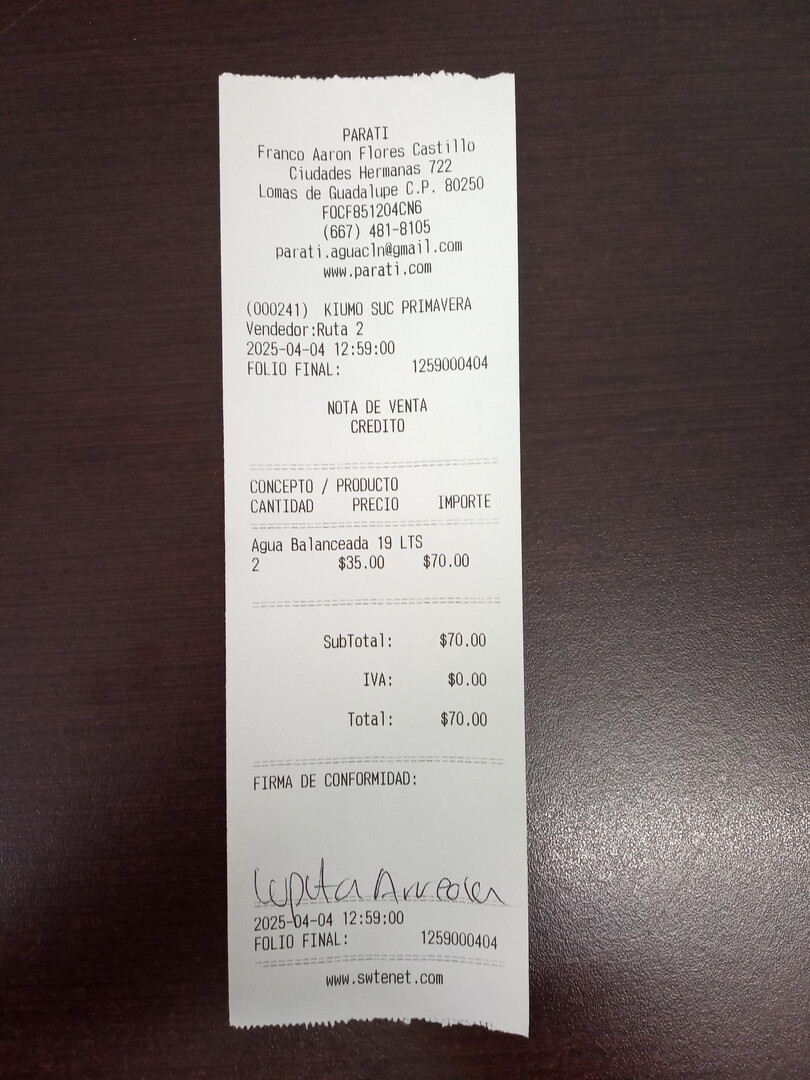 PARATI
Franco Aaron Flores Castillo
Ciudades Hermanas 722
Lomas de Guadalupe C.P. 80250
FOCF851204CN6
(667) 481-8105
parati.aguacln@gmail.com
www.parati.com
(000241) KIUMO SUC PRIMAVERA
Vendedor:Ruta 2
2025-04-04 12:59:00
FOLIO FINAL: 1259000404
NOTA DE VENTA
CREDITO
CONCEPTO / PRODUCTO
CANTIDAD PRECIO IMPORTE
Agua Balanceada 19 LTS
2 $35.00 $70.00
SubTotal: $70.00
IVA: $0.00
Total: $70.00
FIRMA DE CONFORMIDAD:
2025-04-04 12:59:00
FOLIO FINAL: 1259000404
www.swtenet.com